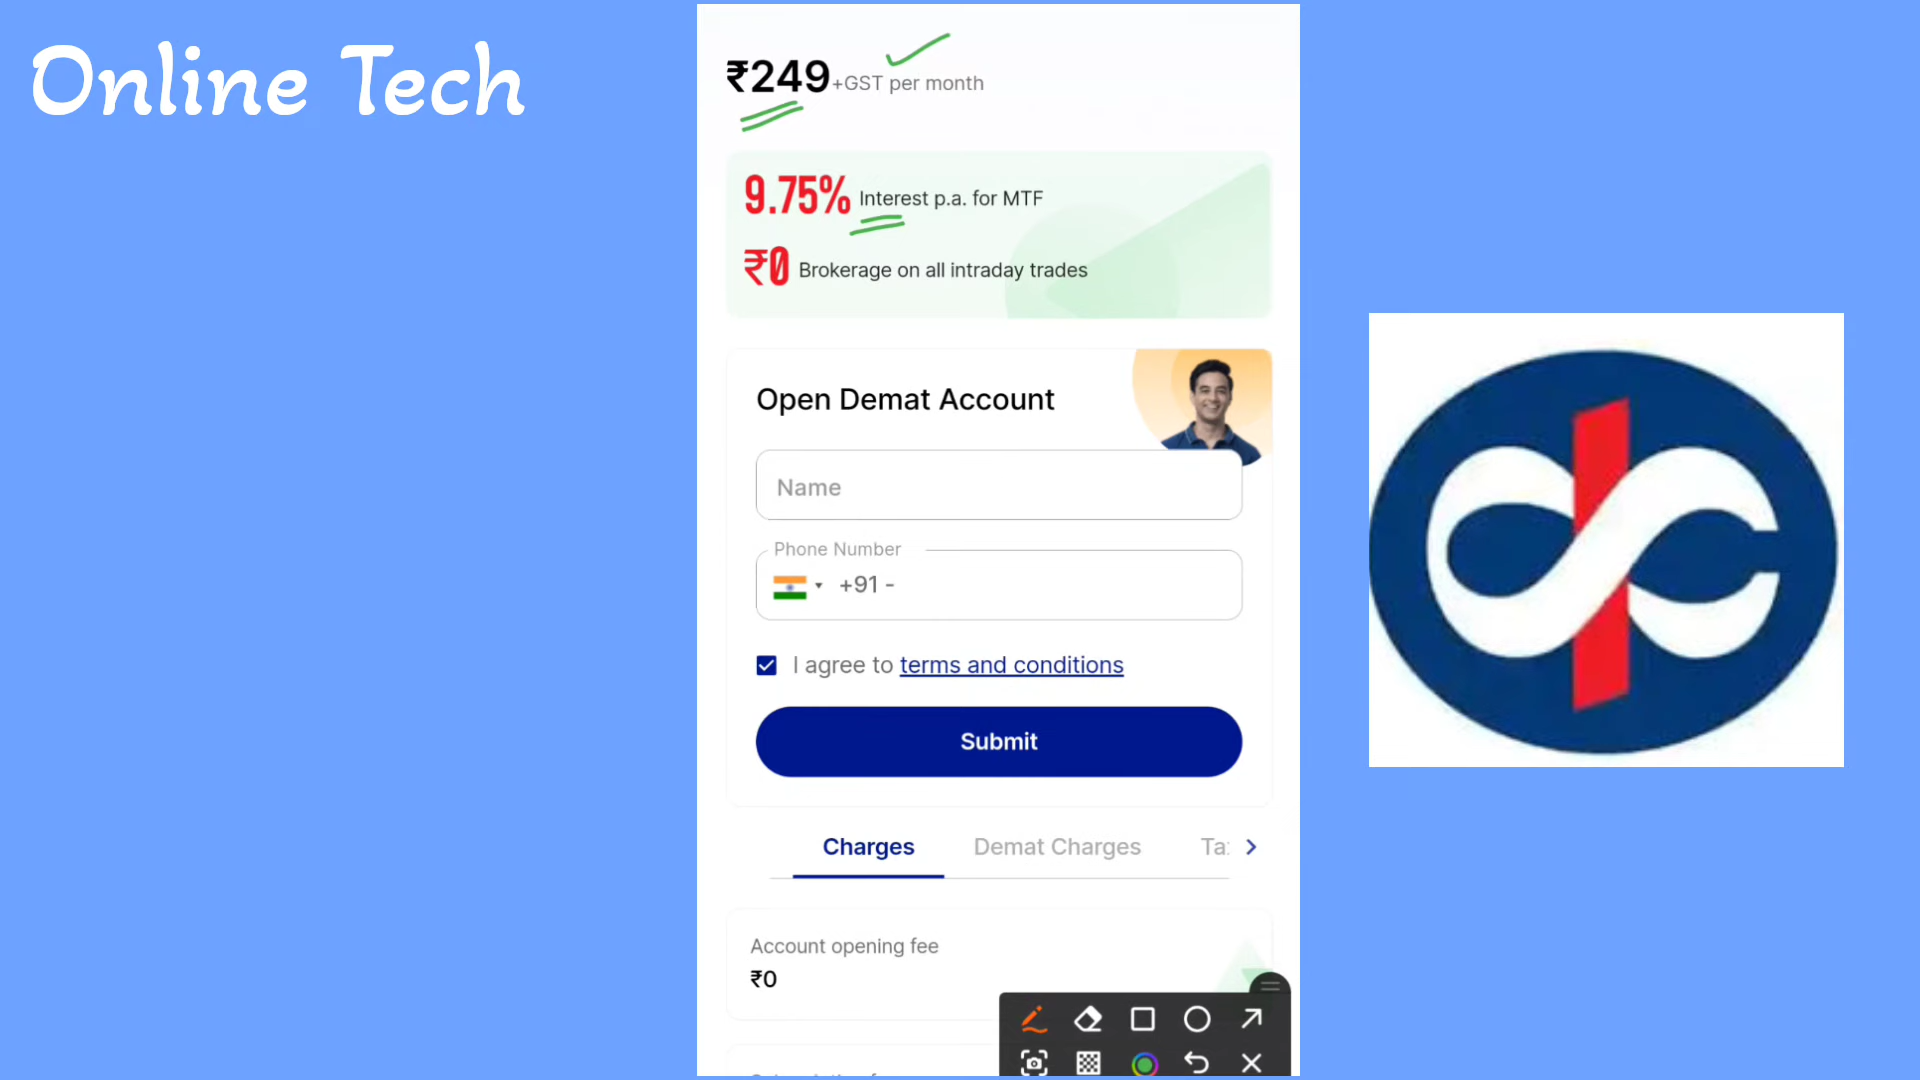 Online Tech
₹249 +GST per month
9.75% Interest p.a. for MTF
₹0 Brokerage on all intraday trades
Open Demat Account
Name
Phone Number
+91 -
I agree to terms and conditions
Submit
Charges Demat Charges
Account opening fee
₹0